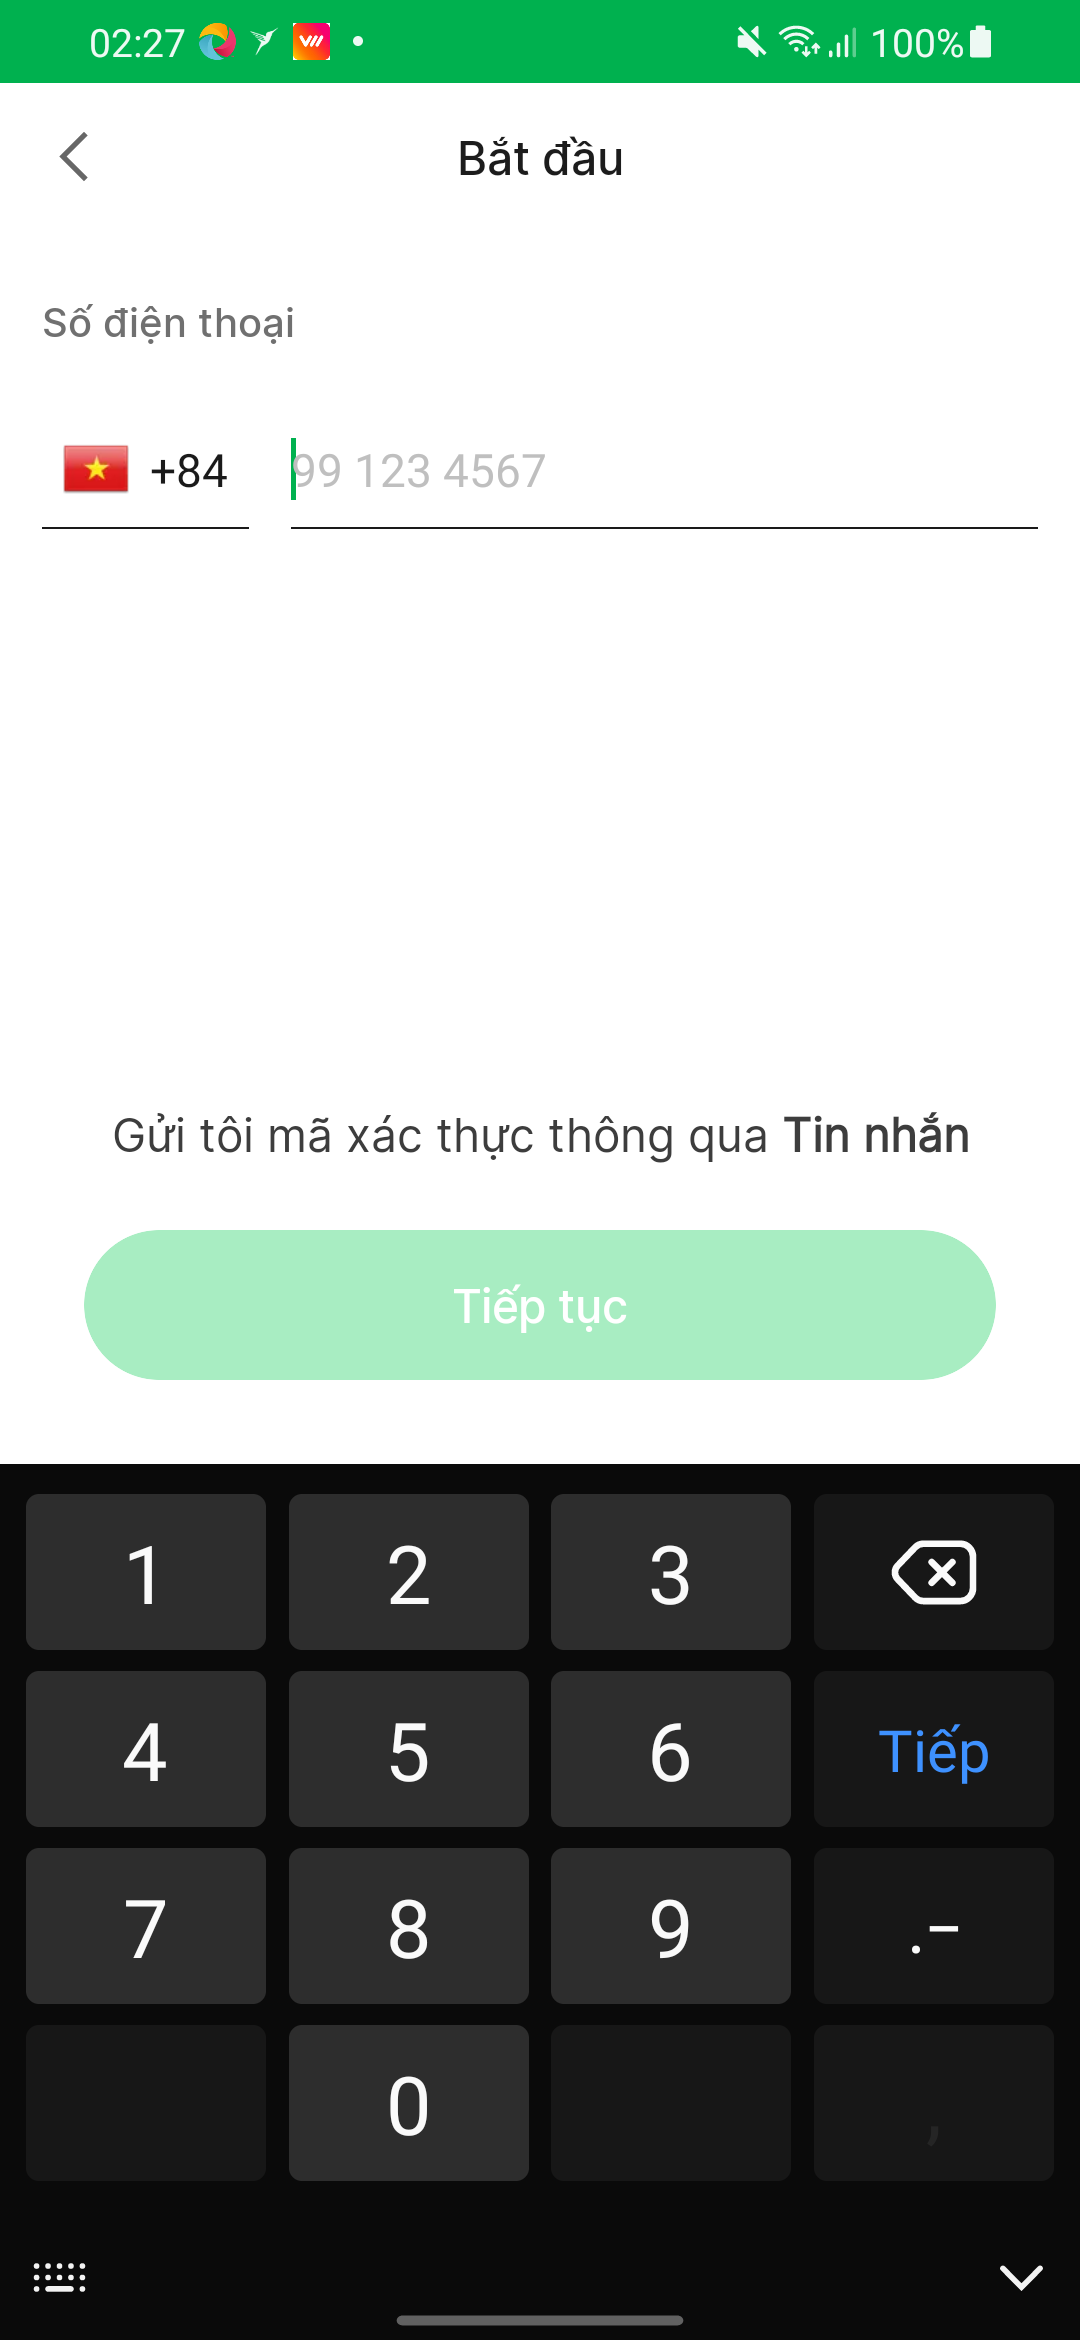 02:27
100%
Bắt đầu
Số điện thoại
+84 99 123 4567
Gửi tôi mã xác thực thông qua Tin nhắn
Tiếp tục
1 2 3
4 5 6 Tiếp
7 8 9 .-
0 ,